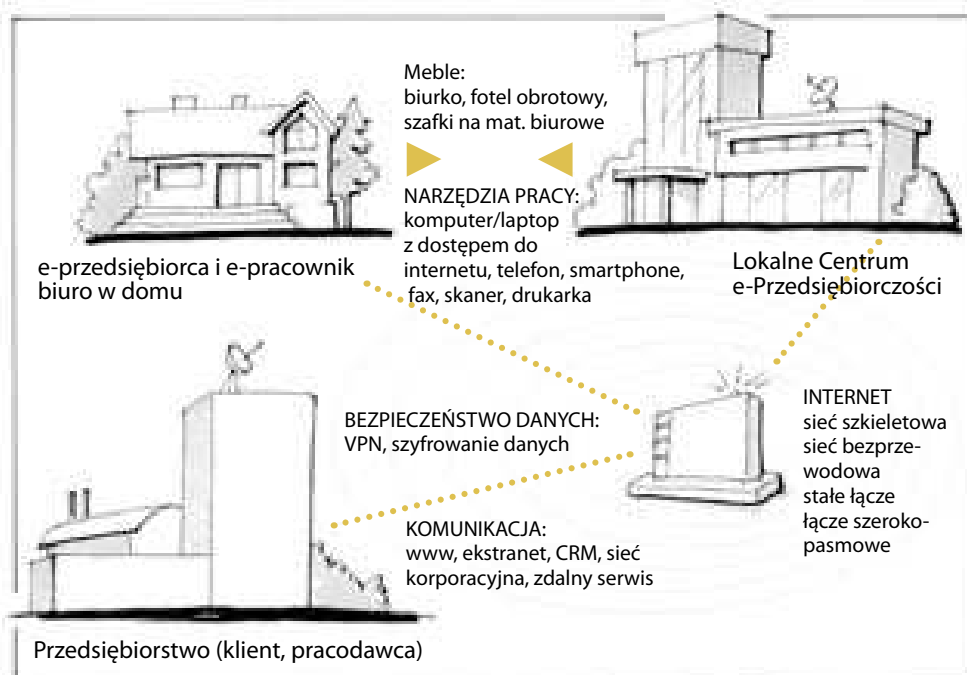 Meble:
biurko, fotel obrotowy,
szafki na mat. biurowe
NARZĘDZIA PRACY:
komputer/laptop
z dostępem do
internetu, telefon, smartphone,
fax, skaner, drukarka
e-przedsiębiorca i e-pracownik
biuro w domu
Lokalne Centrum
e-Przedsiębiorczości
BEZPIECZEŃSTWO DANYCH:
VPN, szyfrowanie danych
INTERNET
sieć szkieletowa
sieć bezprze-
wodowa
stałe łącze
łącze szeroko-
pasmowe
KOMUNIKACJA:
www, ekstranet, CRM, sieć
korporacyjna, zdalny serwis
Przedsiębiorstwo (klient, pracodawca)